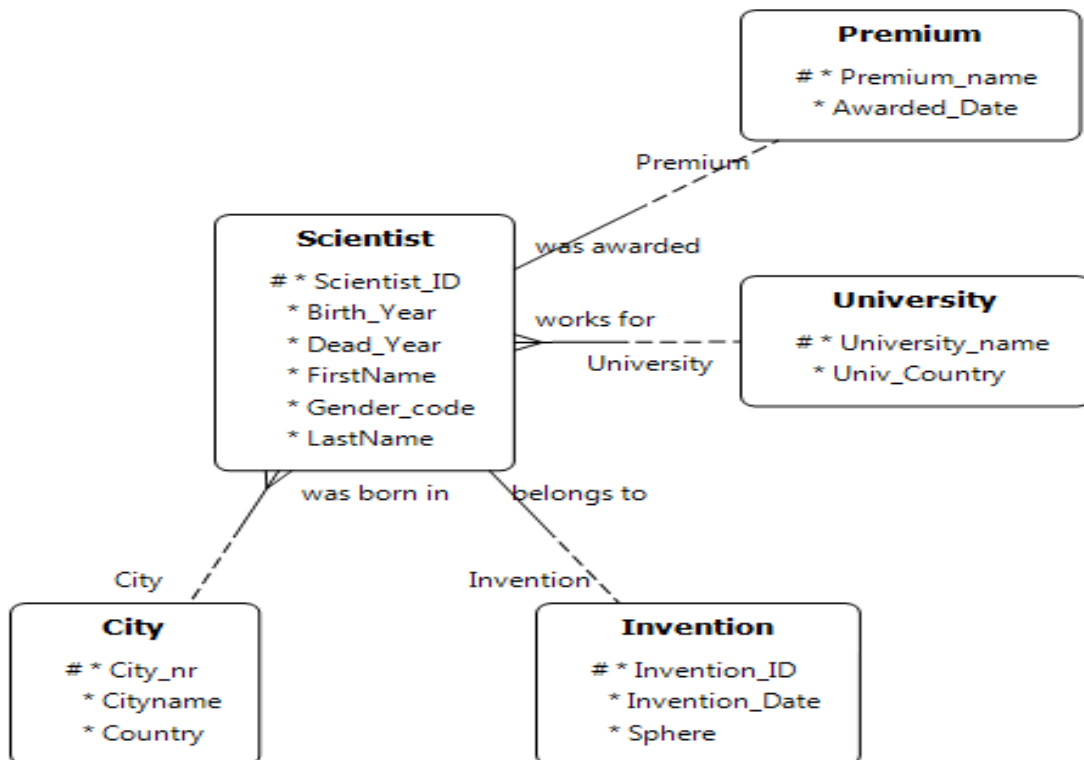 Premium
# * Premium_name
* Awarded_Date
Premium
was awarded
Scientist
# * Scientist_ID
* Birth_Year
* Dead_Year
* FirstName
* Gender_code
* LastName
works for
University
University
# * University_name
* Univ_Country
was born in
belongs to
City
Invention
City
# * City_nr
* Cityname
* Country
Invention
# * Invention_ID
* Invention_Date
* Sphere